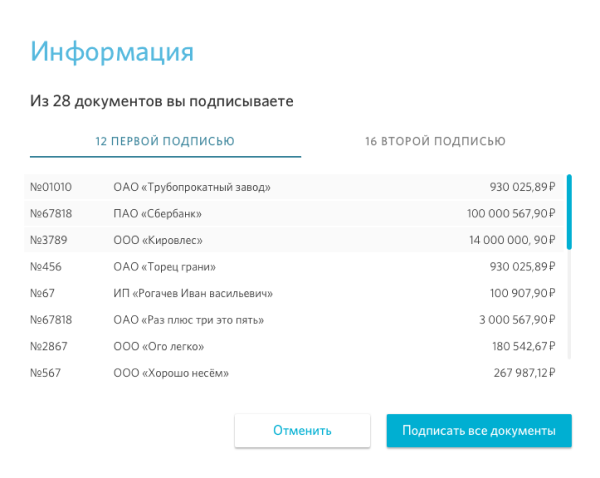 Информация
Из 28 документов вы подписываете
12 ПЕРВОЙ ПОДПИСЬЮ 16 ВТОРОЙ ПОДПИСЬЮ
№01010 ОАО «Трубопрокатный завод» 930 025,89 ₽
№67818 ПАО «Сбербанк» 100 000 567,90 ₽
№3789 ООО «Кировлес» 14 000 000, 90 ₽
№456 ОАО «Торец грани» 930 025,89 ₽
№67 ИП «Рогачев Иван васильевич» 100 907,90 ₽
№67818 ОАО «Раз плюс три это пять» 3 000 567,90 ₽
№2867 ООО «Ого легко» 180 542,67 ₽
№567 ООО «Хорошо несём» 267 987,12 ₽
Отменить Подписать все документы